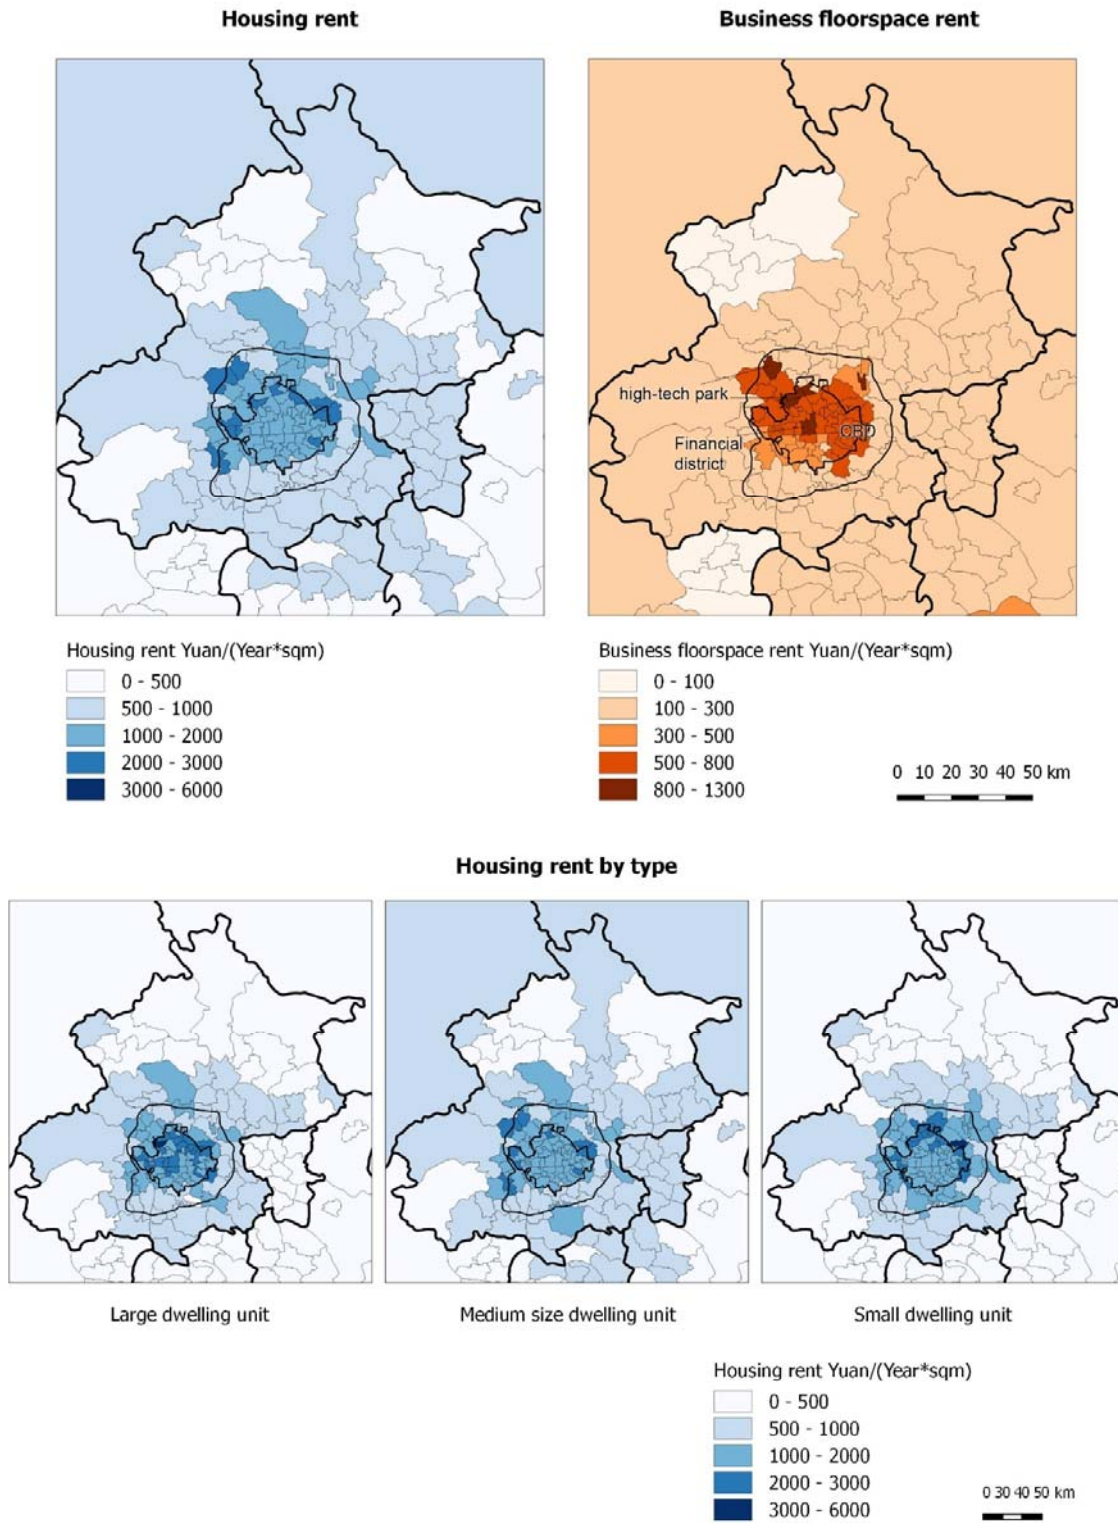 Housing rent
Business floorspace rent
high-tech park
CBD
Financial
district
Housing rent Yuan/(Year*sqm)
0 - 500
500 - 1000
1000 - 2000
2000 - 3000
3000 - 6000
Business floorspace rent Yuan/(Year*sqm)
0 - 100
100 - 300
300 - 500
500 - 800
800 - 1300
0 10 20 30 40 50 km
Housing rent by type
Large dwelling unit
Medium size dwelling unit
Small dwelling unit
Housing rent Yuan/(Year*sqm)
0 - 500
500 - 1000
1000 - 2000
2000 - 3000
3000 - 6000
0 30 40 50 km